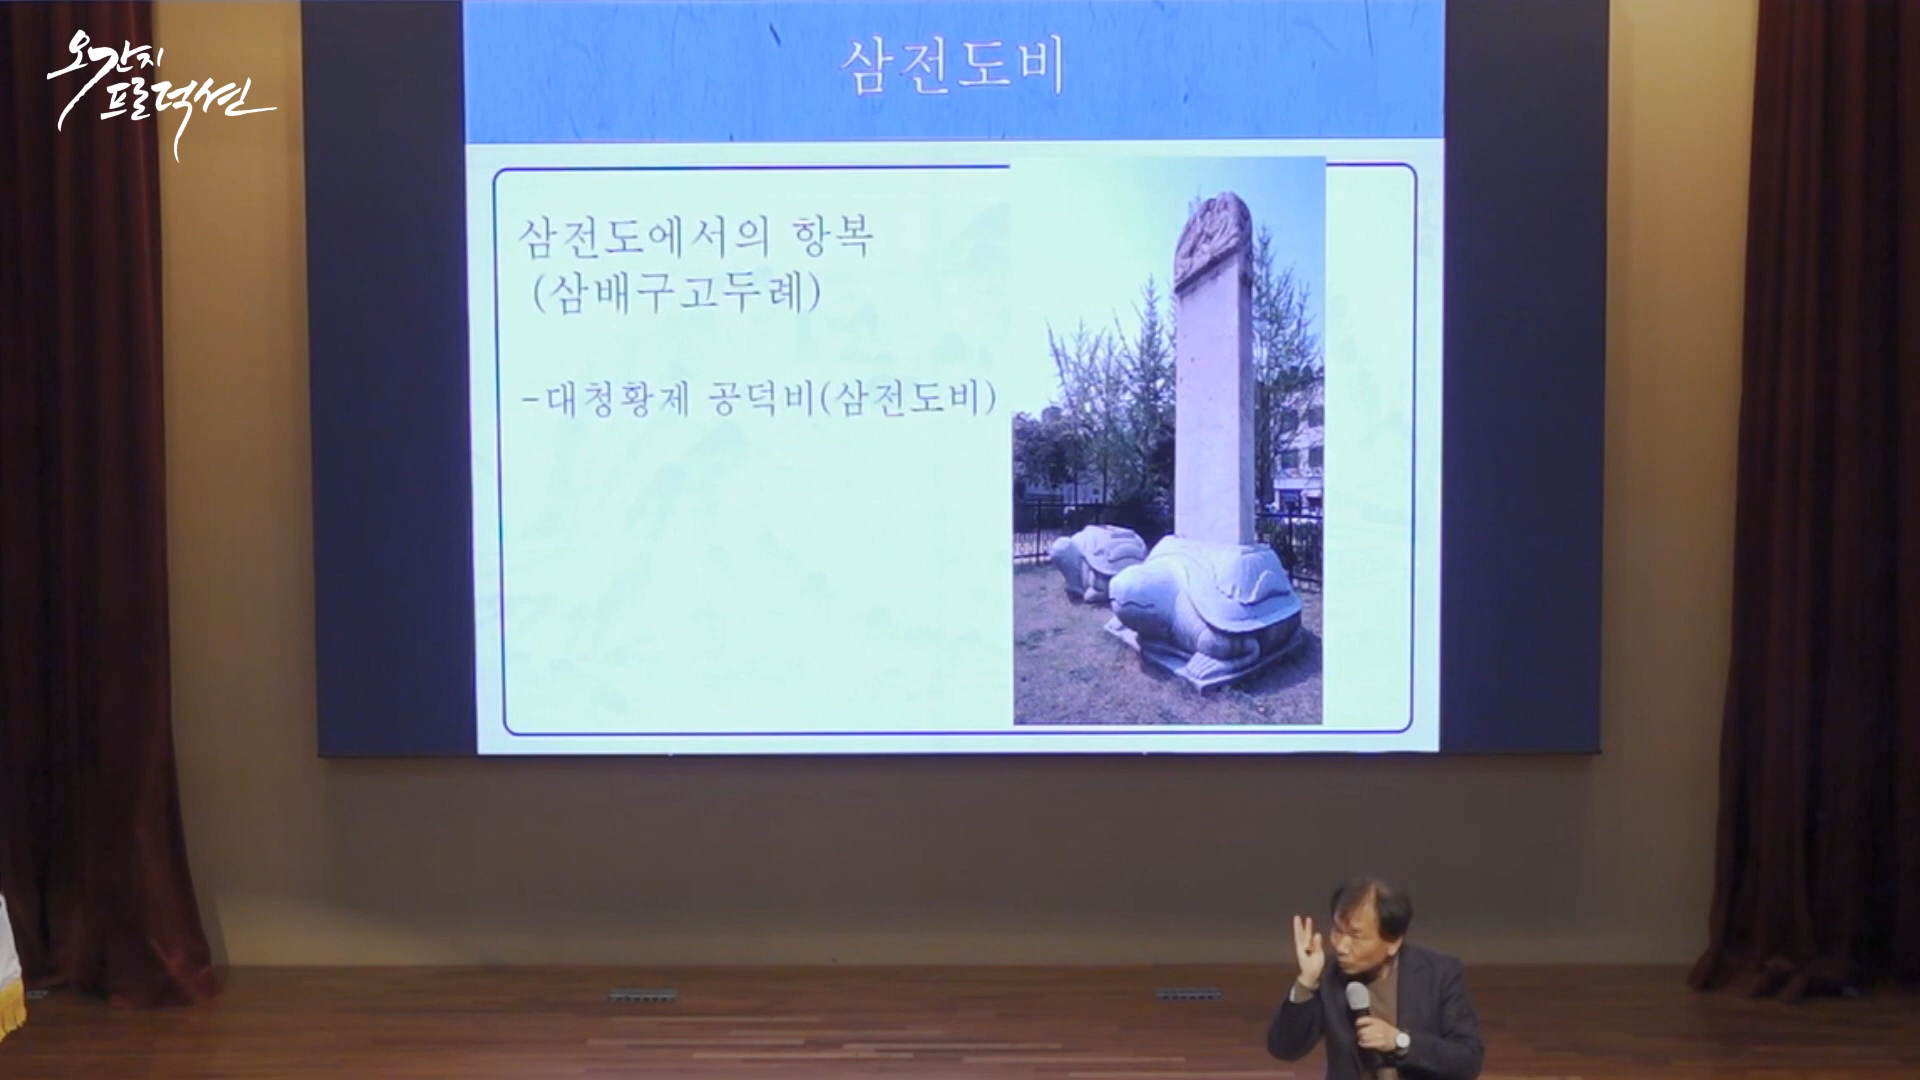 오간지
프로덕션
삼전도비
삼전도에서의 항복
(삼배구고두례)
-대청황제 공덕비(삼전도비)